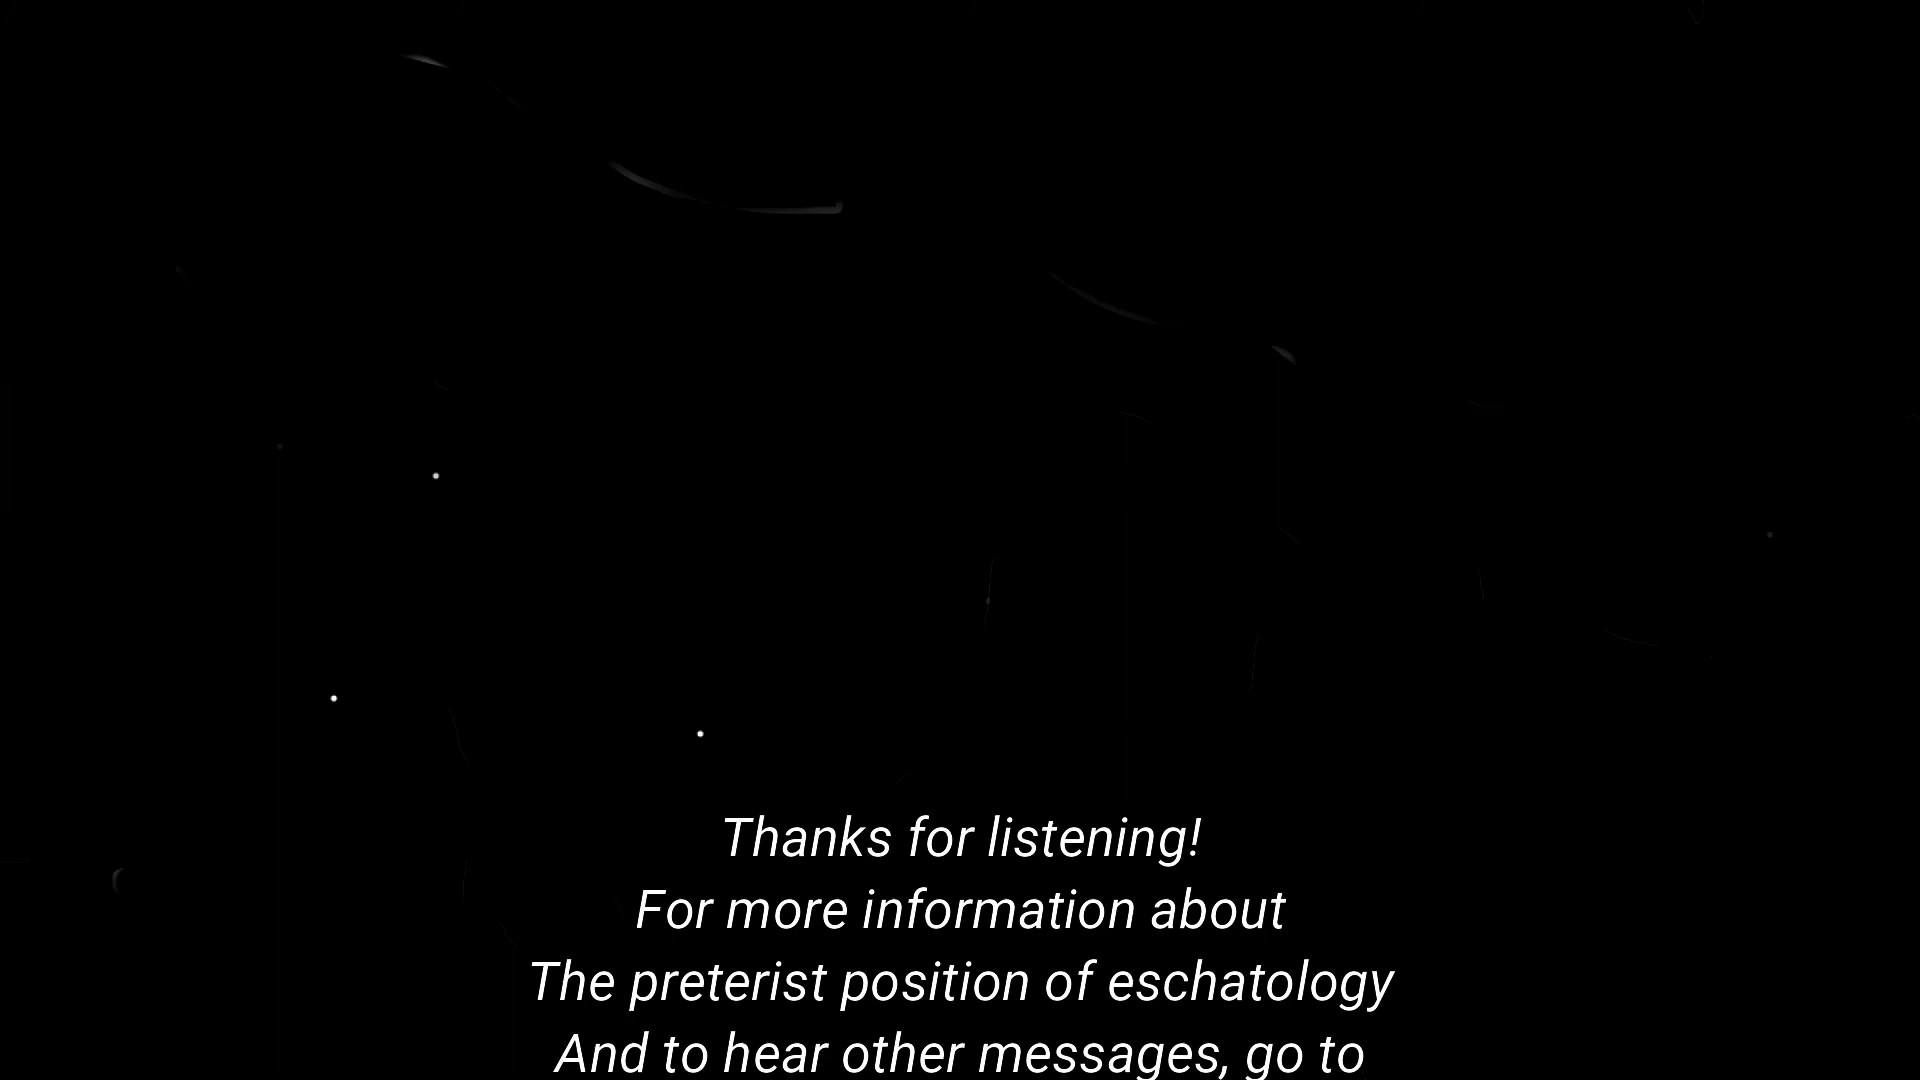 Thanks for listening!
For more information about
The preterist position of eschatology
And to hear other messages, go to